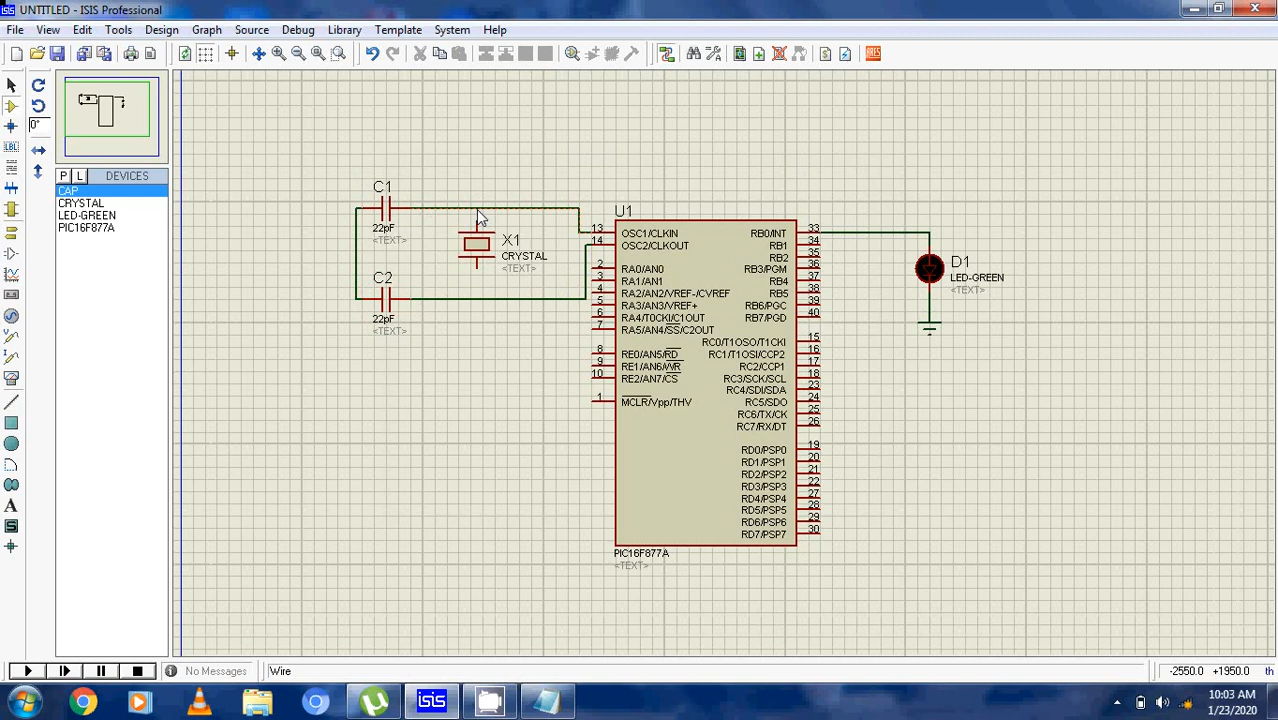 UNTITLED - ISIS Professional
File View Edit Tools Design Graph Source Debug Library Template System Help
ARES
0°
LBL
P L DEVICES
CAP
CRYSTAL
LED-GREEN
PIC16F877A
A
S
C1
22pF
<TEXT>
C2
22pF
<TEXT>
X1
CRYSTAL
<TEXT>
U1
13 OSC1/CLKIN RB0/INT 33
14 OSC2/CLKOUT RB1 34
RB2 35
2 RA0/AN0 RB3/PGM 36
3 RA1/AN1 RB4 37
4 RA2/AN2/VREF-/CVREF RB5 38
5 RA3/AN3/VREF+ RB6/PGC 39
6 RA4/T0CKI/C1OUT RB7/PGD 40
7 RA5/AN4/SS/C2OUT
RC0/T1OSO/T1CKI 15
8 RE0/AN5/RD RC1/T1OSI/CCP2 16
9 RE1/AN6/WR RC2/CCP1 17
10 RE2/AN7/CS RC3/SCK/SCL 18
RC4/SDI/SDA 23
1 MCLR/Vpp/THV RC5/SDO 24
RC6/TX/CK 25
RC7/RX/DT 26
RD0/PSP0 19
RD1/PSP1 20
RD2/PSP2 21
RD3/PSP3 22
RD4/PSP4 27
RD5/PSP5 28
RD6/PSP6 29
RD7/PSP7 30
PIC16F877A
<TEXT>
D1
LED-GREEN
<TEXT>
No Messages Wire -2550.0 +1950.0 th
isis
10:03 AM
1/23/2020